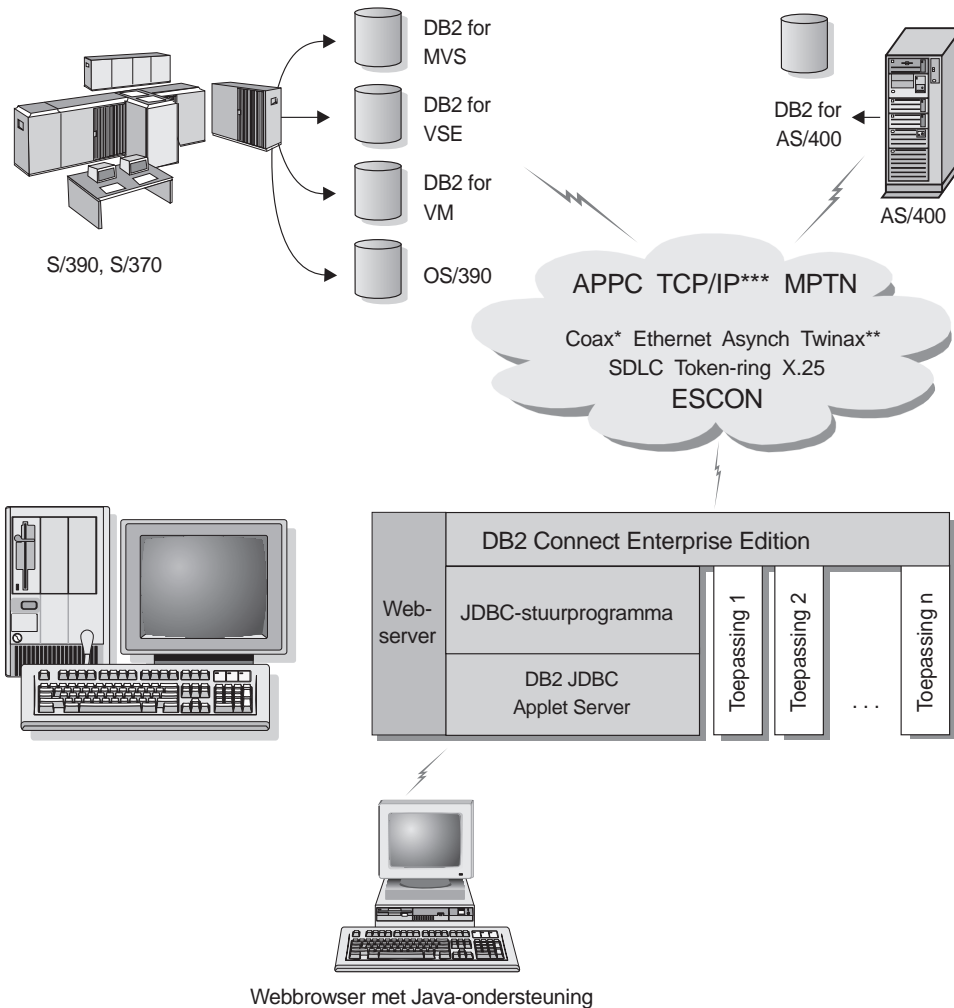 DB2 for
MVS
DB2 for
VSE
DB2 for
VM
OS/390
S/390, S/370
DB2 for
AS/400
AS/400
APPC TCP/IP*** MPTN
Coax* Ethernet Asynch Twinax**
SDLC Token-ring X.25
ESCON
DB2 Connect Enterprise Edition
Web-
server
JDBC-stuurprogramma
DB2 JDBC
Applet Server
Toepassing 1
Toepassing 2
. . .
Toepassing n
Webbrowser met Java-ondersteuning